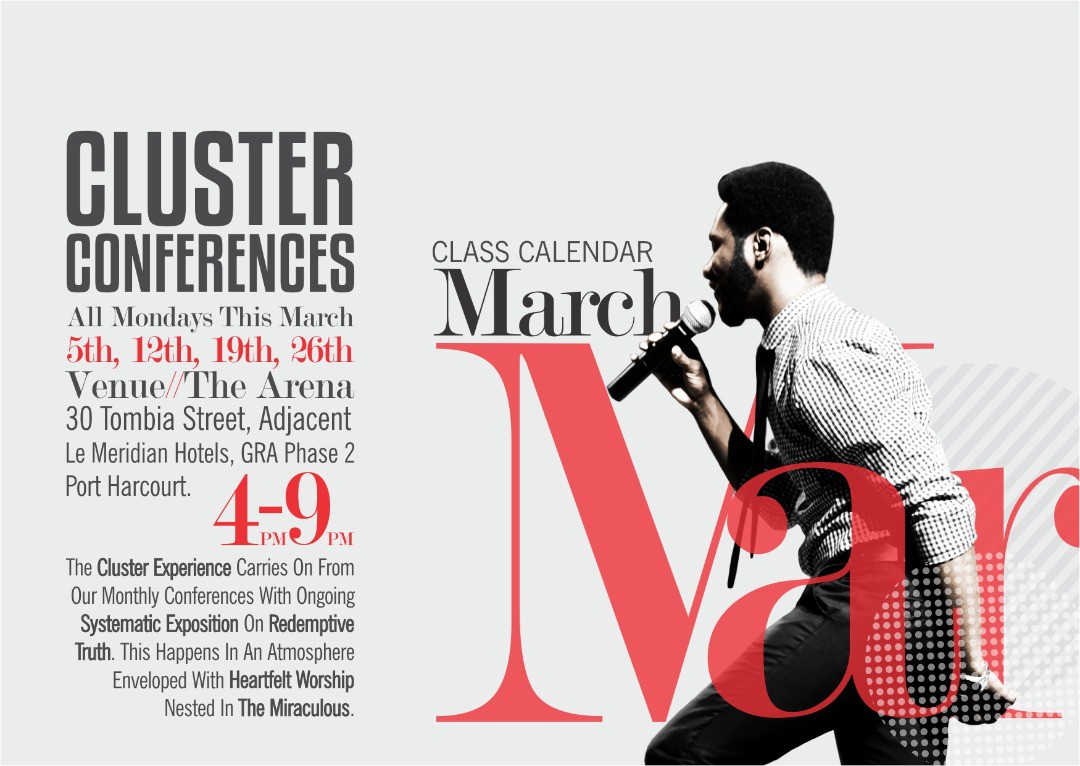 CLUSTER
CONFERENCES
All Mondays This March
5th, 12th, 19th, 26th
Venue//The Arena
30 Tombia Street, Adjacent
Le Meridian Hotels, GRA Phase 2
Port Harcourt.
4PM-9PM
The Cluster Experience Carries On From
Our Monthly Conferences With Ongoing
Systematic Exposition On Redemptive
Truth. This Happens In An Atmosphere
Enveloped With Heartfelt Worship
Nested In The Miraculous.
CLASS CALENDAR
March
Mar